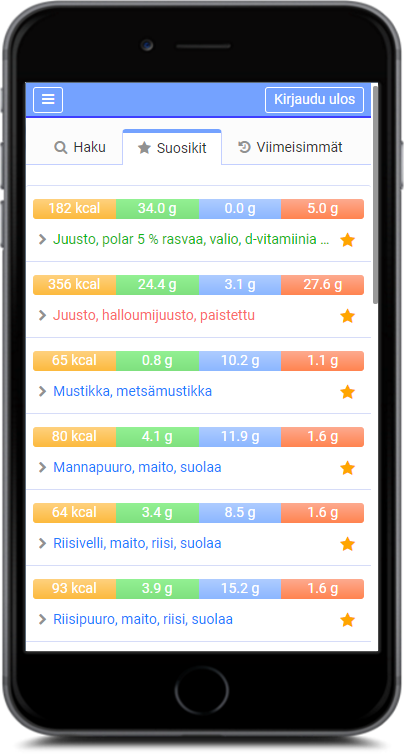 Kirjaudu ulos
Haku Suosikit Viimeisimmät
182 kcal 34.0 g 0.0 g 5.0 g
Juusto, polar 5 % rasvaa, valio, d-vitamiinia ...
356 kcal 24.4 g 3.1 g 27.6 g
Juusto, halloumijuusto, paistettu
65 kcal 0.8 g 10.2 g 1.1 g
Mustikka, metsämustikka
80 kcal 4.1 g 11.9 g 1.6 g
Mannapuuro, maito, suolaa
64 kcal 3.4 g 8.5 g 1.6 g
Riisivelli, maito, riisi, suolaa
93 kcal 3.9 g 15.2 g 1.6 g
Riisipuuro, maito, riisi, suolaa